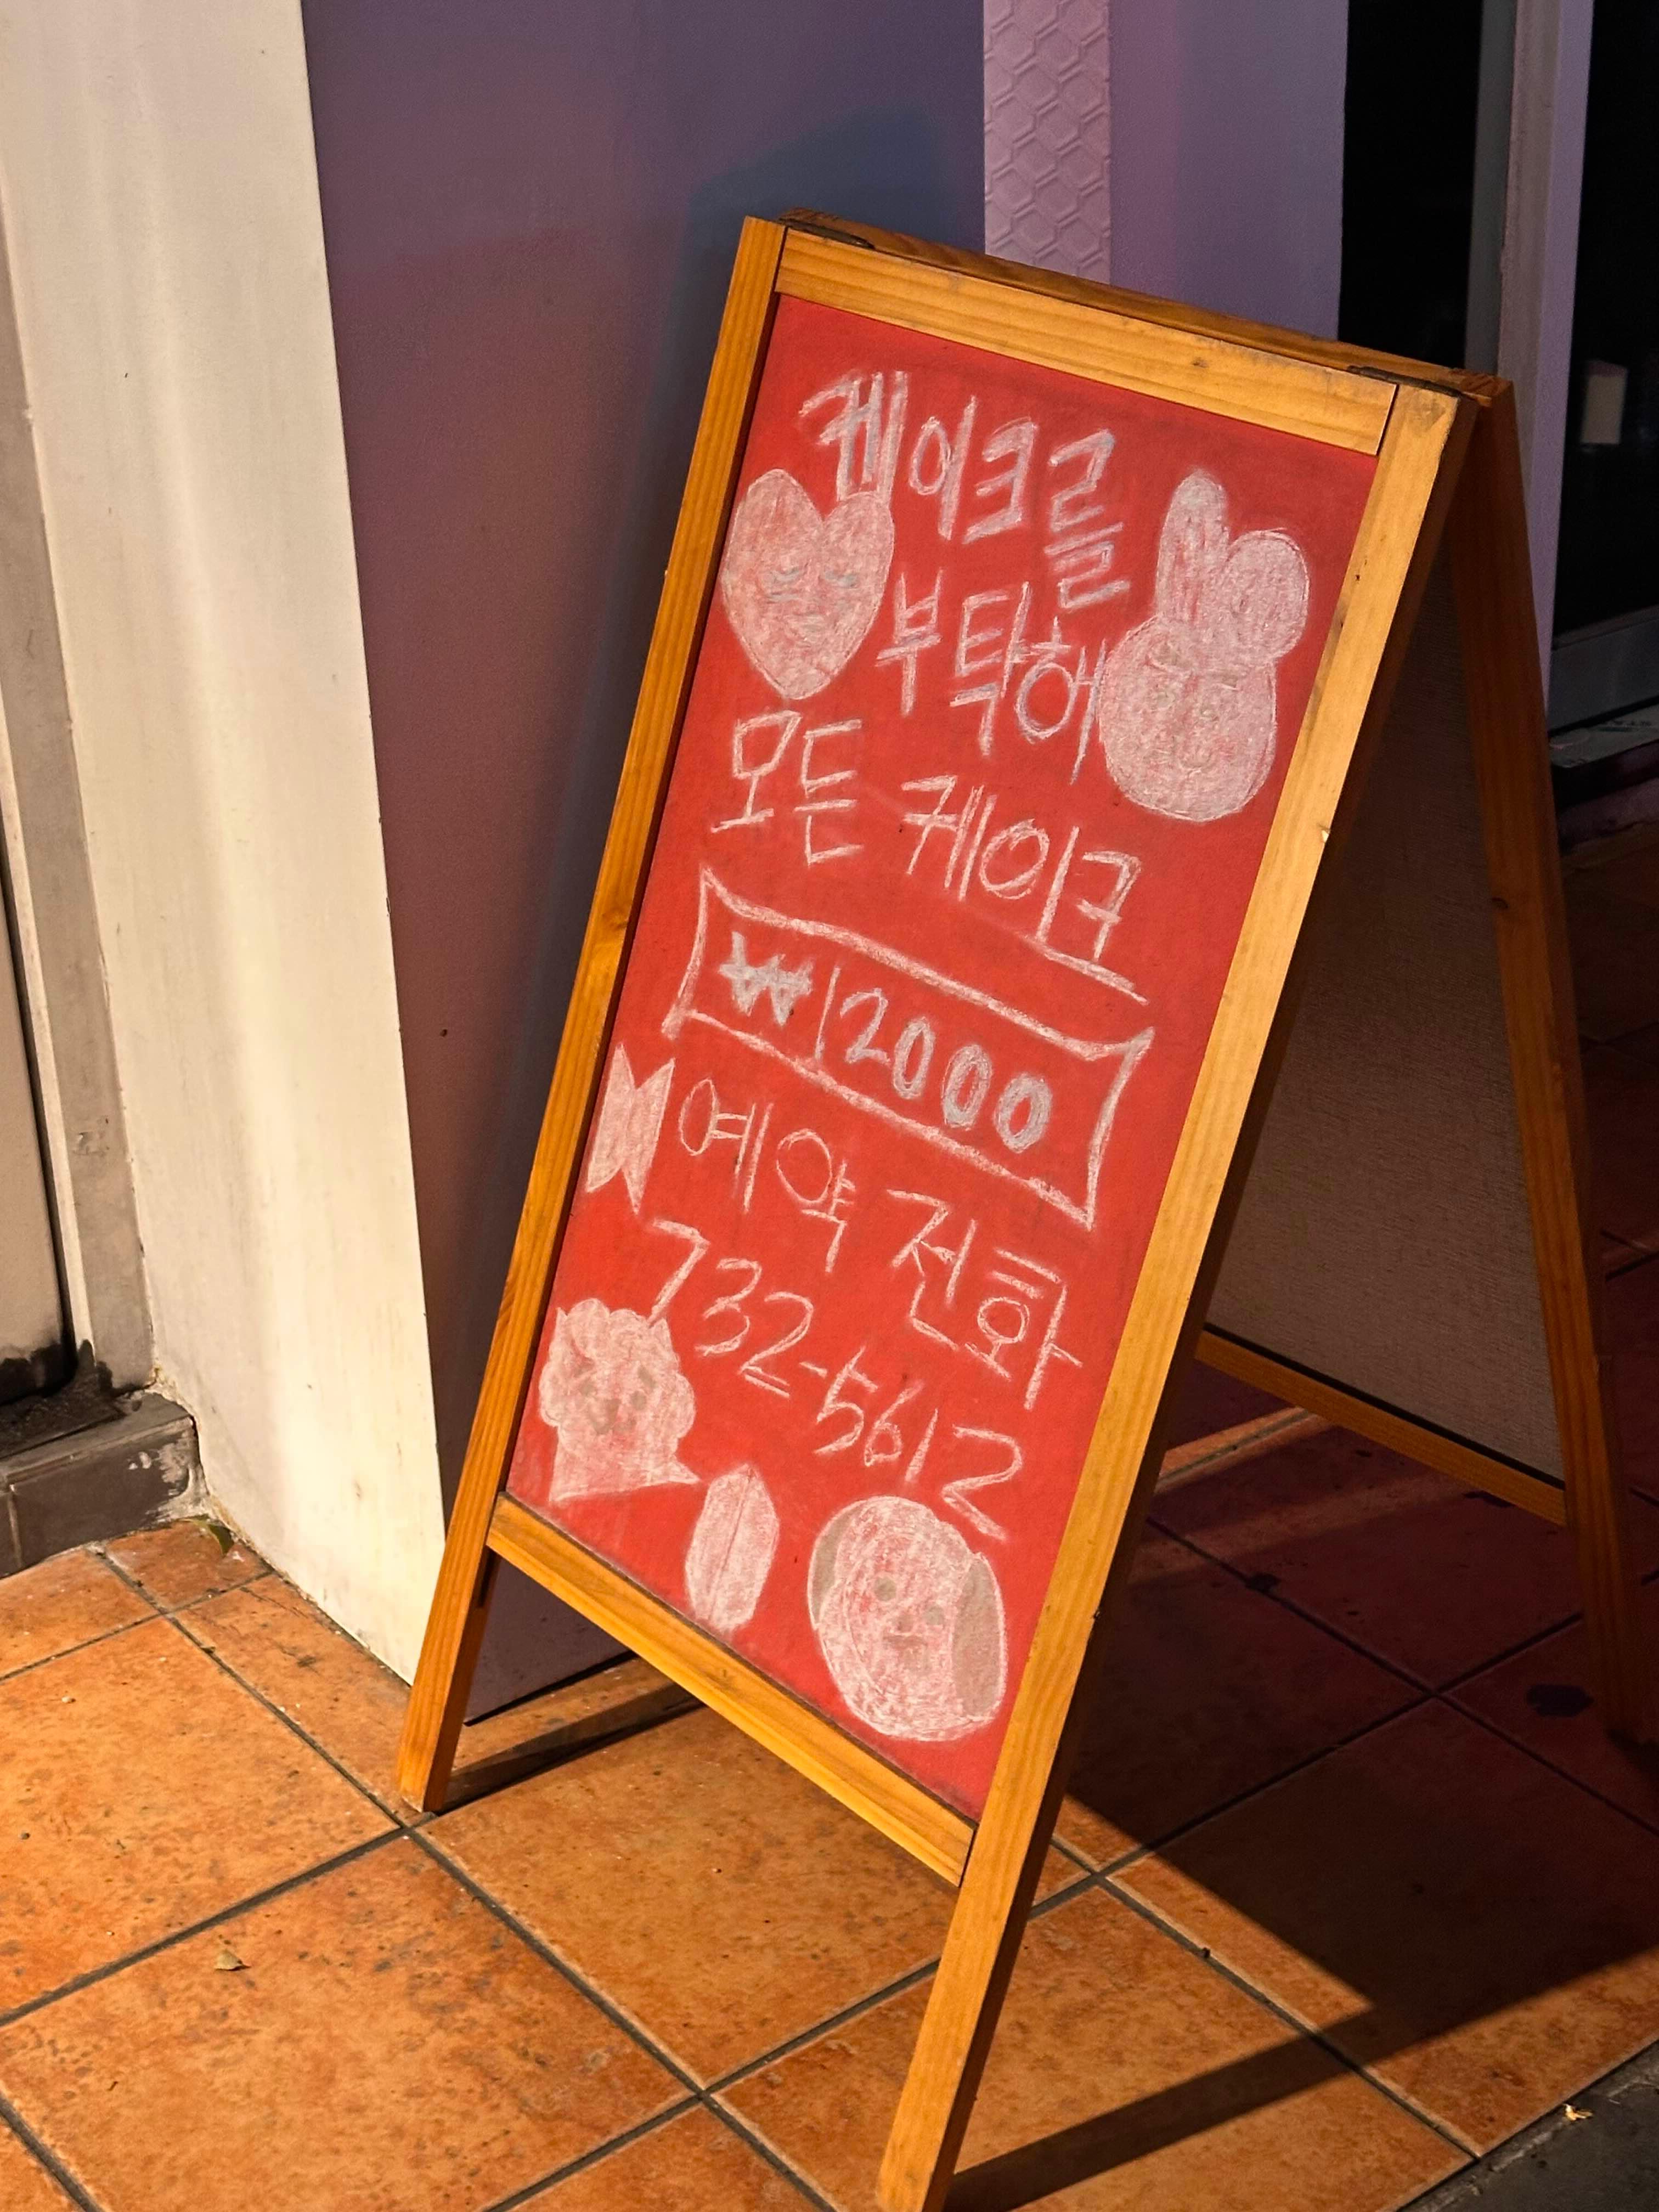 케이크를
부탁해
모든 케이크
₩12000
예약 전화
732-5612